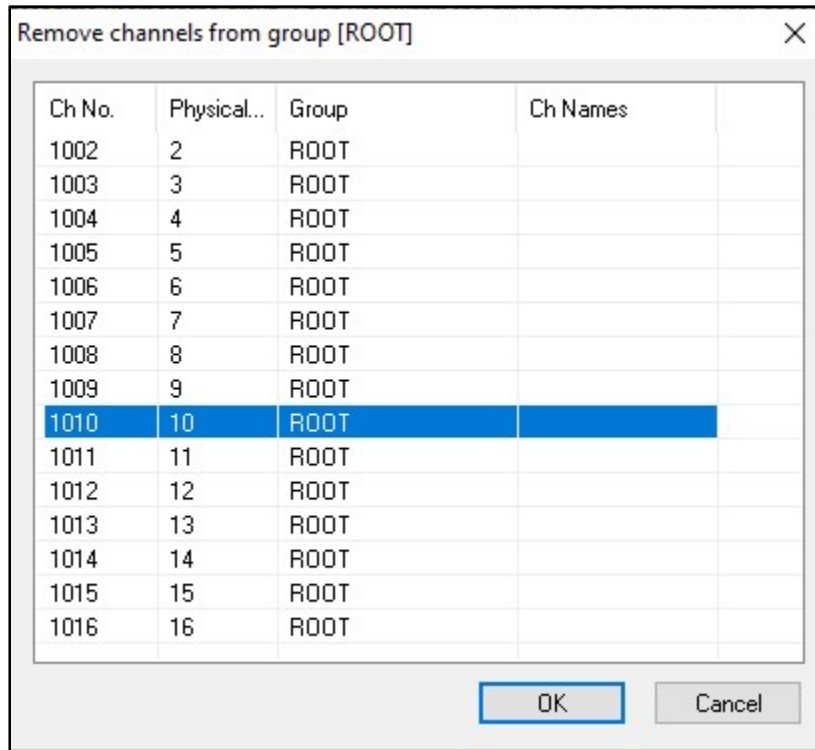 Remove channels from group [ROOT]
Ch No. Physical... Group Ch Names
1002 2 ROOT
1003 3 ROOT
1004 4 ROOT
1005 5 ROOT
1006 6 ROOT
1007 7 ROOT
1008 8 ROOT
1009 9 ROOT
1010 10 ROOT
1011 11 ROOT
1012 12 ROOT
1013 13 ROOT
1014 14 ROOT
1015 15 ROOT
1016 16 ROOT
OK Cancel